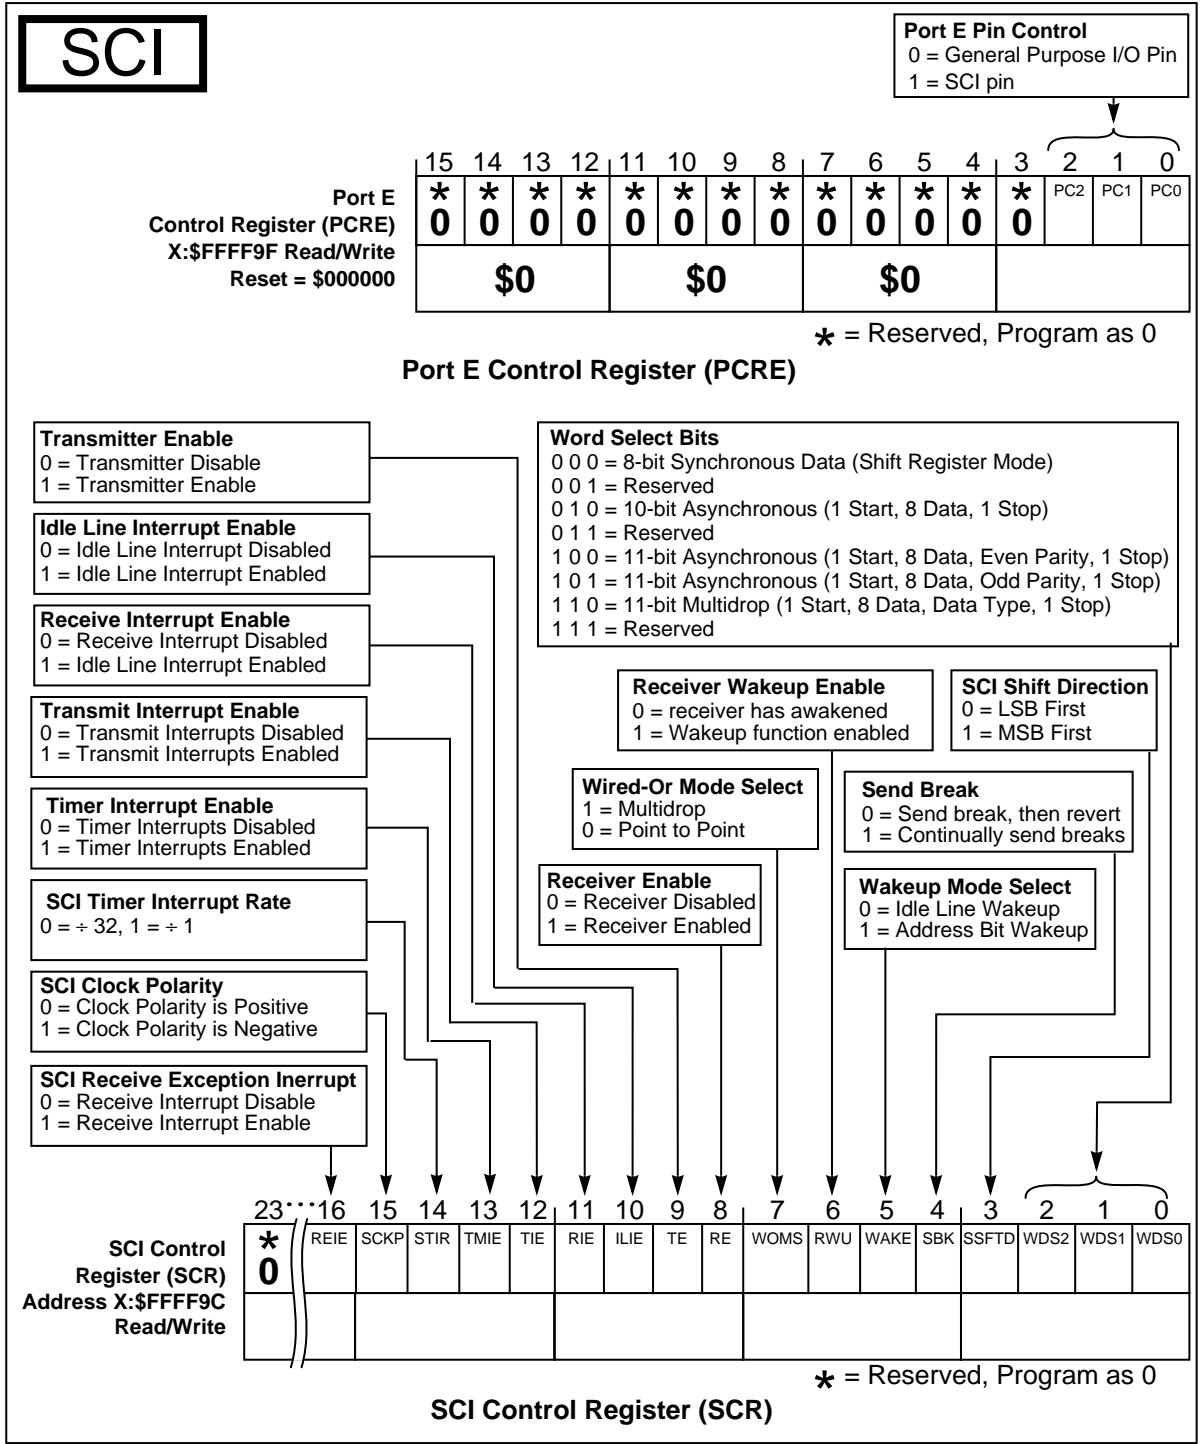 SCI
Port E Pin Control
0 = General Purpose I/O Pin
1 = SCI pin
15 14 13 12 11 10 9 8 7 6 5 4 3 2 1 0
Port E
Control Register (PCRE)
X:$FFFF9F Read/Write
Reset = $000000
* * * * * * * * * * * * * PC2 PC1 PC0
0 0 0 0 0 0 0 0 0 0 0 0 0
$0 $0 $0
* = Reserved, Program as 0
Port E Control Register (PCRE)
Transmitter Enable
0 = Transmitter Disable
1 = Transmitter Enable
Idle Line Interrupt Enable
0 = Idle Line Interrupt Disabled
1 = Idle Line Interrupt Enabled
Receive Interrupt Enable
0 = Receive Interrupt Disabled
1 = Idle Line Interrupt Enabled
Transmit Interrupt Enable
0 = Transmit Interrupts Disabled
1 = Transmit Interrupts Enabled
Timer Interrupt Enable
0 = Timer Interrupts Disabled
1 = Timer Interrupts Enabled
SCI Timer Interrupt Rate
0 = ÷ 32, 1 = ÷ 1
SCI Clock Polarity
0 = Clock Polarity is Positive
1 = Clock Polarity is Negative
SCI Receive Exception Inerrupt
0 = Receive Interrupt Disable
1 = Receive Interrupt Enable
Word Select Bits
0 0 0 = 8-bit Synchronous Data (Shift Register Mode)
0 0 1 = Reserved
0 1 0 = 10-bit Asynchronous (1 Start, 8 Data, 1 Stop)
0 1 1 = Reserved
1 0 0 = 11-bit Asynchronous (1 Start, 8 Data, Even Parity, 1 Stop)
1 0 1 = 11-bit Asynchronous (1 Start, 8 Data, Odd Parity, 1 Stop)
1 1 0 = 11-bit Multidrop (1 Start, 8 Data, Data Type, 1 Stop)
1 1 1 = Reserved
Receiver Wakeup Enable
0 = receiver has awakened
1 = Wakeup function enabled
SCI Shift Direction
0 = LSB First
1 = MSB First
Wired-Or Mode Select
1 = Multidrop
0 = Point to Point
Send Break
0 = Send break, then revert
1 = Continually send breaks
Receiver Enable
0 = Receiver Disabled
1 = Receiver Enabled
Wakeup Mode Select
0 = Idle Line Wakeup
1 = Address Bit Wakeup
23 ··· 16 15 14 13 12 11 10 9 8 7 6 5 4 3 2 1 0
SCI Control
Register (SCR)
Address X:$FFFF9C
Read/Write
* REIE SCKP STIR TMIE TIE RIE ILIE TE RE WOMS RWU WAKE SBK SSFTD WDS2 WDS1 WDS0
0
* = Reserved, Program as 0
SCI Control Register (SCR)